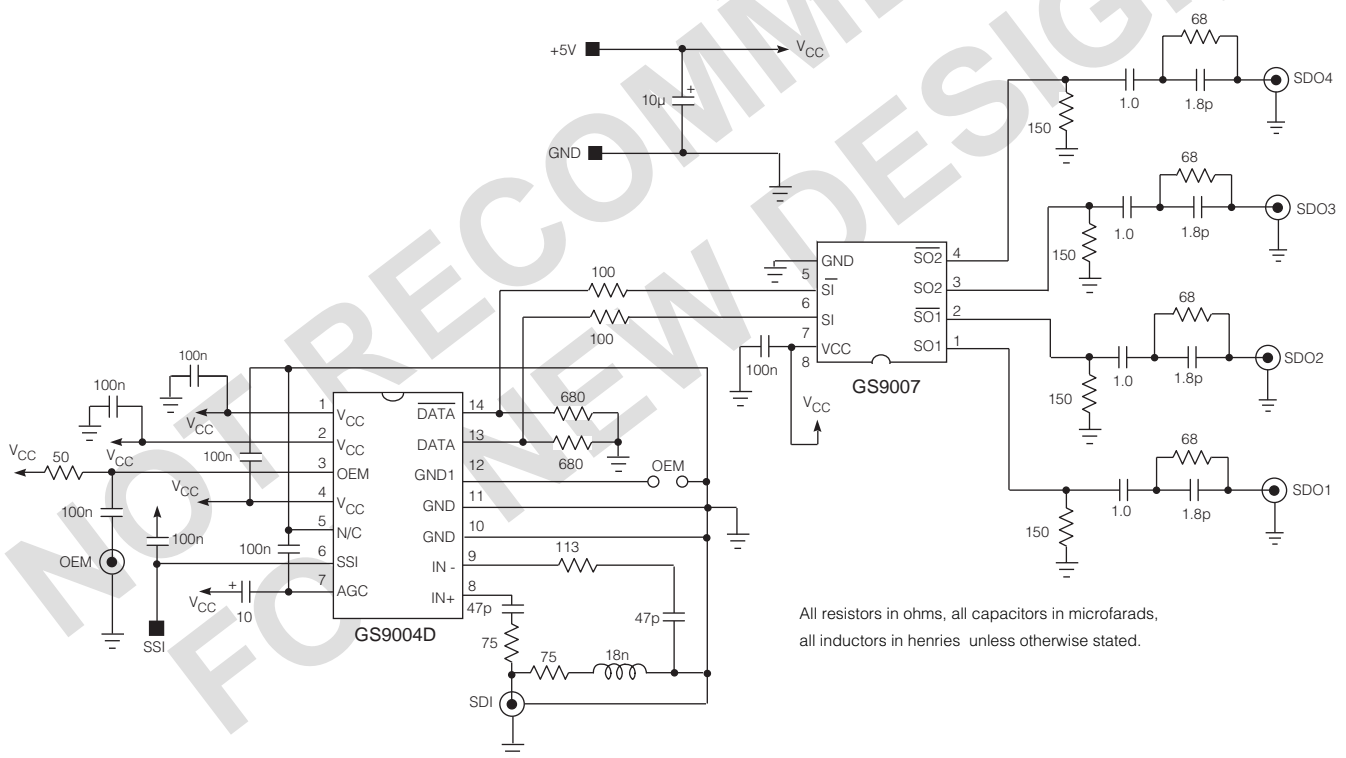 NOT RECOMM
FC NEW DESIGN
+5V
VCC
10µ
+
GND
68
1.0
1.8p
150
SDO4
68
1.0
1.8p
150
SDO3
68
1.0
1.8p
150
SDO2
68
1.0
1.8p
150
SDO1
GND
5
SI
6
SI
7
VCC
8
SO2 4
SO2 3
SO1 2
SO1 1
GS9007
100
100
100n
VCC
680
680
100n
VCC
100n
VCC
VCC 50
100n
OEM
100n
VCC
100n
SSI
100n
VCC
+
10
1 VCC
2 VCC
3 OEM
4 VCC
5 N/C
6 SSI
7 AGC
DATA 14
DATA 13
GND1 12
GND 11
GND 10
IN - 9
IN+ 8
GS9004D
OEM
113
47p
47p
75
75
18n
SDI
All resistors in ohms, all capacitors in microfarads,
all inductors in henries unless otherwise stated.